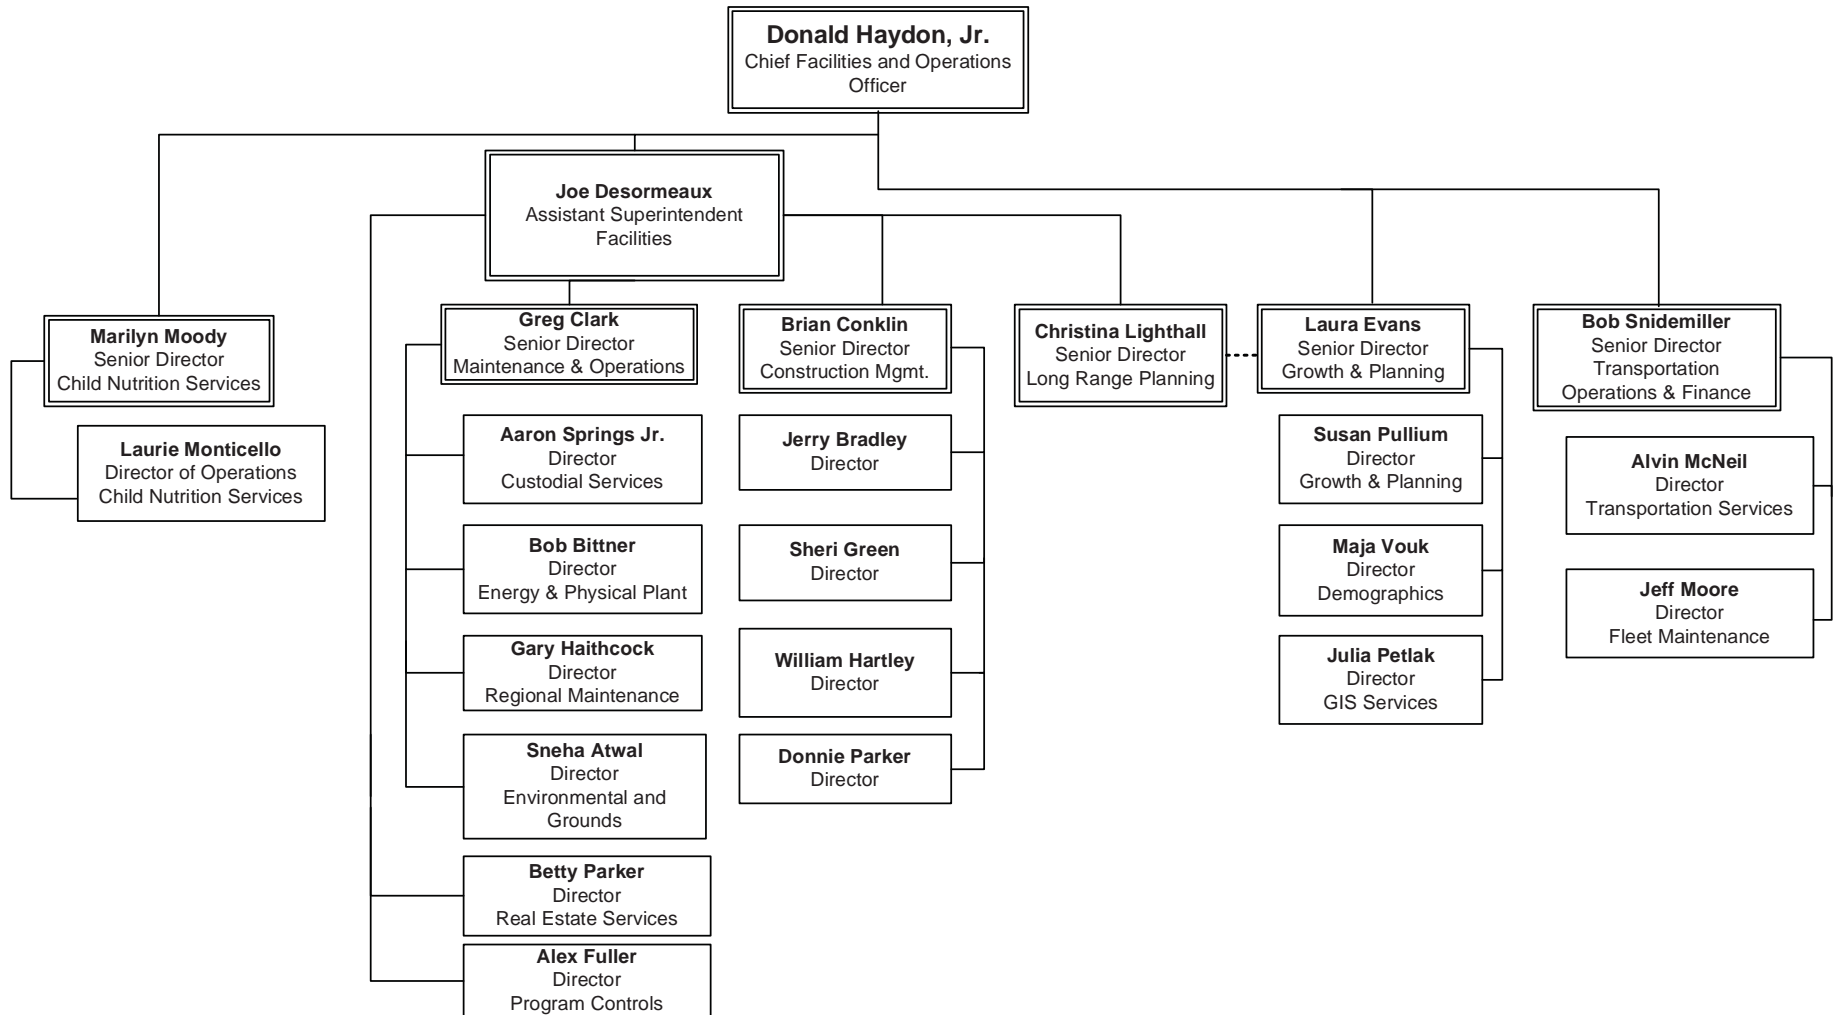 Donald Haydon, Jr.
Chief Facilities and Operations
Officer
Joe Desormeaux
Assistant Superintendent
Facilities
Marilyn Moody
Senior Director
Child Nutrition Services
Laurie Monticello
Director of Operations
Child Nutrition Services
Greg Clark
Senior Director
Maintenance & Operations
Aaron Springs Jr.
Director
Custodial Services
Bob Bittner
Director
Energy & Physical Plant
Gary Haithcock
Director
Regional Maintenance
Sneha Atwal
Director
Environmental and
Grounds
Betty Parker
Director
Real Estate Services
Alex Fuller
Director
Program Controls
Brian Conklin
Senior Director
Construction Mgmt.
Jerry Bradley
Director
Sheri Green
Director
William Hartley
Director
Donnie Parker
Director
Christina Lighthall
Senior Director
Long Range Planning
Laura Evans
Senior Director
Growth & Planning
Susan Pullium
Director
Growth & Planning
Maja Vouk
Director
Demographics
Julia Petlak
Director
GIS Services
Bob Snidemiller
Senior Director
Transportation
Operations & Finance
Alvin McNeil
Director
Transportation Services
Jeff Moore
Director
Fleet Maintenance